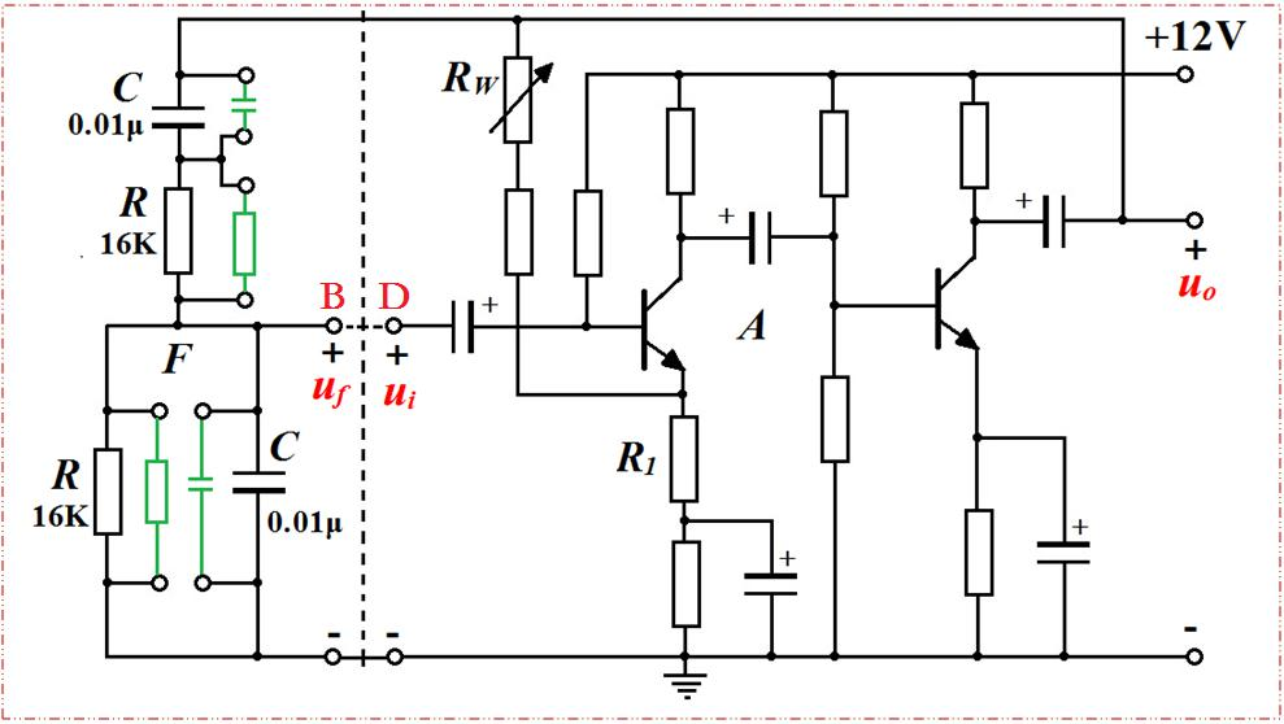 +12V
C
0.01μ
R_W
R
16K
B
D
+
+
+
u_o
F
+
u_f
+
u_i
+
A
C
R
16K
0.01μ
R_1
+
+
-
-
-
+